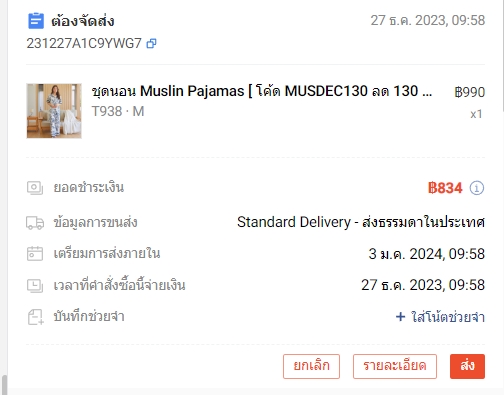 ต้องจัดส่ง
27 ธ.ค. 2023, 09:58
231227A1C9YWG7
ชุดนอน Muslin Pajamas [ โค้ด MUSDEC130 ลด 130 ...
฿990
T938 · M
x1
ยอดชำระเงิน
฿834
ข้อมูลการขนส่ง
Standard Delivery - ส่งธรรมดาในประเทศ
เตรียมการส่งภายใน
3 ม.ค. 2024, 09:58
เวลาที่คำสั่งซื้อนี้จ่ายเงิน
27 ธ.ค. 2023, 09:58
บันทึกช่วยจำ
+ ใส่โน้ตช่วยจำ
ยกเลิก
รายละเอียด
ส่ง